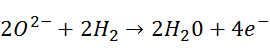 2O²⁻ + 2H₂ → 2H₂0 + 4e⁻